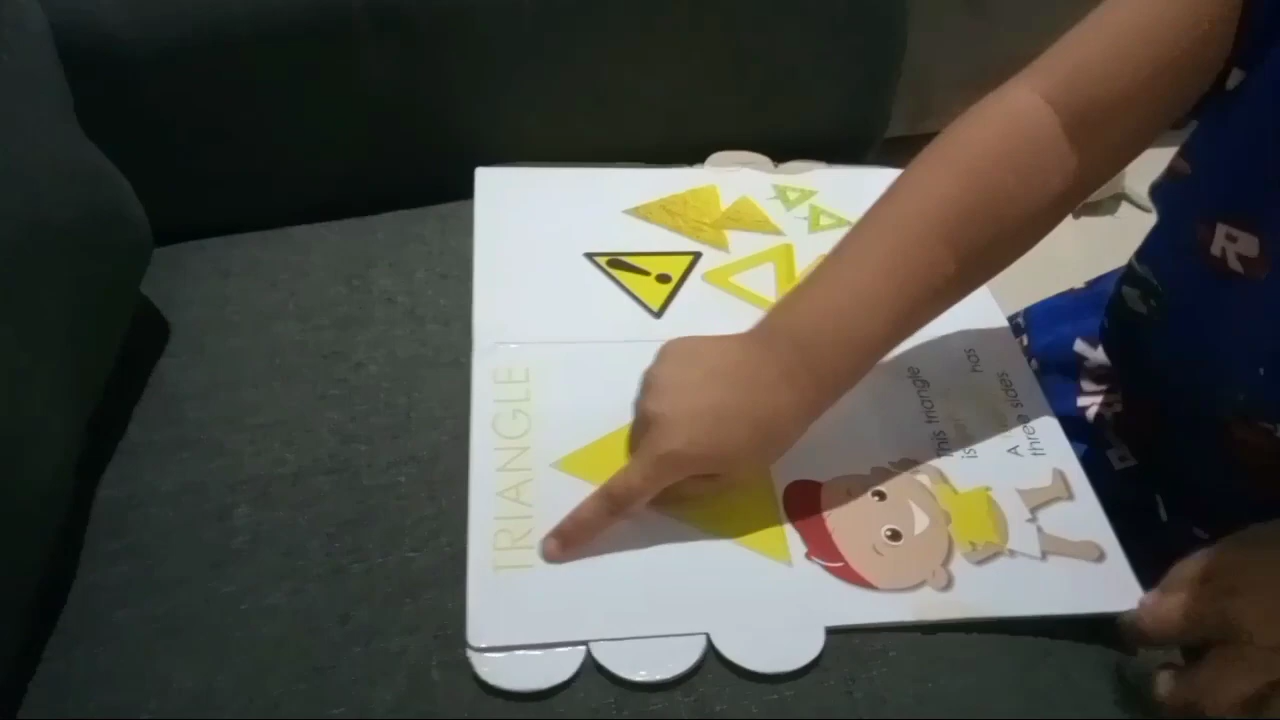 TRIANGLE
This triangle
is
A has
three sides
R